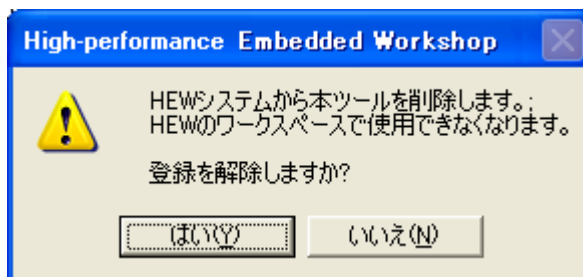 High-performance Embedded Workshop
HEWシステムから本ツールを削除します。;
HEWのワークスペースで使用できなくなります。
登録を解除しますか?
はい(Y)
いいえ(N)